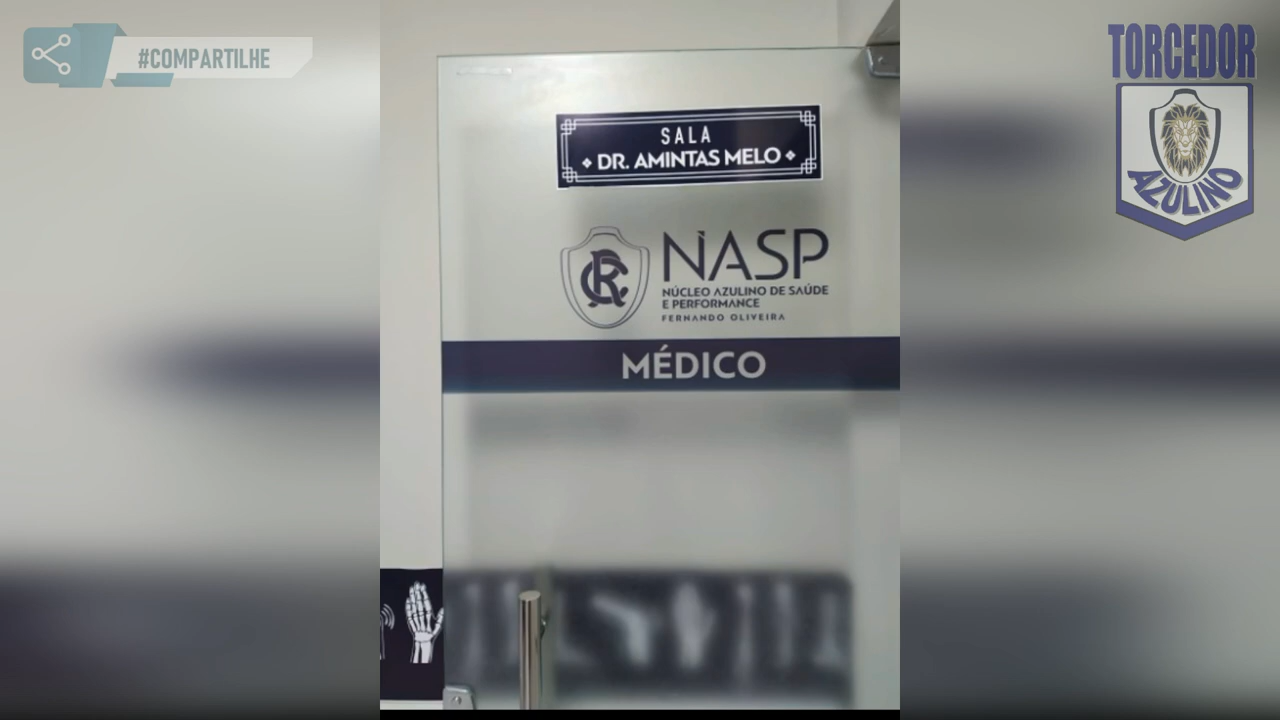 #COMPARTILHE
TORCEDOR
AZULINO
SALA
DR. AMINTAS MELO
NASP
NÚCLEO AZULINO DE SAÚDE
E PERFORMANCE
FERNANDO OLIVEIRA
MÉDICO